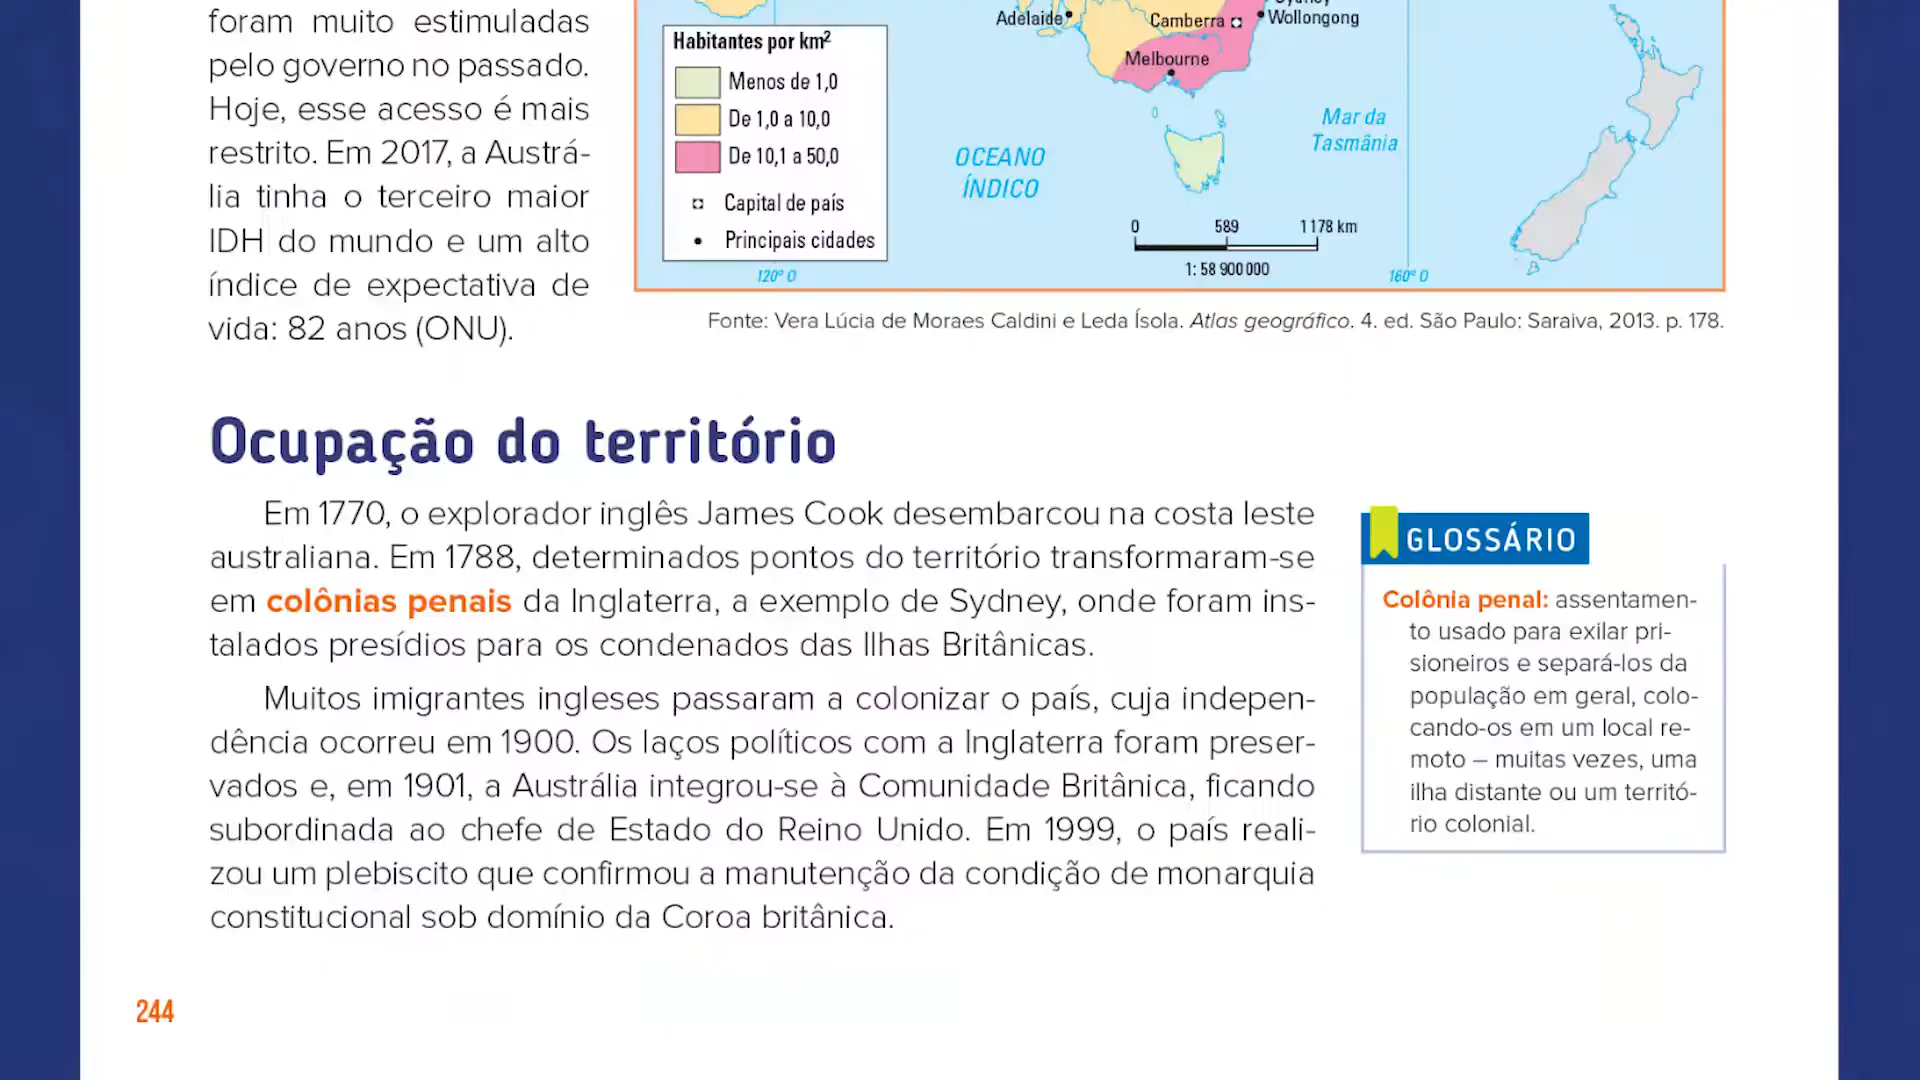 foram muito estimuladas
pelo governo no passado.
Hoje, esse acesso é mais
restrito. Em 2017, a Austrá-
lia tinha o terceiro maior
IDH do mundo e um alto
índice de expectativa de
vida: 82 anos (ONU).
Adelaide
Camberra
Wollongong
Melbourne
Habitantes por km²
Menos de 1,0
De 1,0 a 10,0
De 10,1 a 50,0
Capital de país
Principais cidades
OCEANO
ÍNDICO
Mar da
Tasmânia
0 589 1 178 km
1: 58 900 000
120° O
160° O
Fonte: Vera Lúcia de Moraes Caldini e Leda Ísola. Atlas geográfico. 4. ed. São Paulo: Saraiva, 2013. p. 178.
Ocupação do território
Em 1770, o explorador inglês James Cook desembarcou na costa leste
australiana. Em 1788, determinados pontos do território transformaram-se
em colônias penais da Inglaterra, a exemplo de Sydney, onde foram ins-
talados presídios para os condenados das Ilhas Britânicas.
Muitos imigrantes ingleses passaram a colonizar o país, cuja indepen-
dência ocorreu em 1900. Os laços políticos com a Inglaterra foram preser-
vados e, em 1901, a Austrália integrou-se à Comunidade Britânica, ficando
subordinada ao chefe de Estado do Reino Unido. Em 1999, o país reali-
zou um plebiscito que confirmou a manutenção da condição de monarquia
constitucional sob domínio da Coroa britânica.
GLOSSÁRIO
Colônia penal: assentamen-
to usado para exilar pri-
sioneiros e separá-los da
população em geral, colo-
cando-os em um local re-
moto – muitas vezes, uma
ilha distante ou um territó-
rio colonial.
244